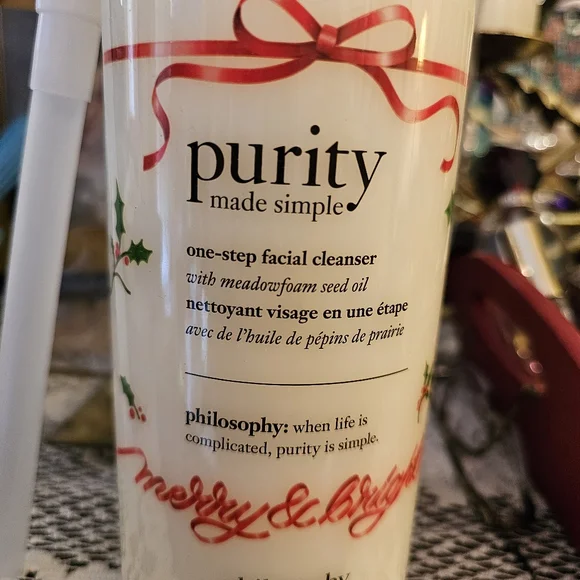 purity
made simple
one-step facial cleanser
with meadowfoam seed oil
nettoyant visage en une étape
avec de l'huile de pépins de prairie
philosophy: when life is
complicated, purity is simple.
merry & bright